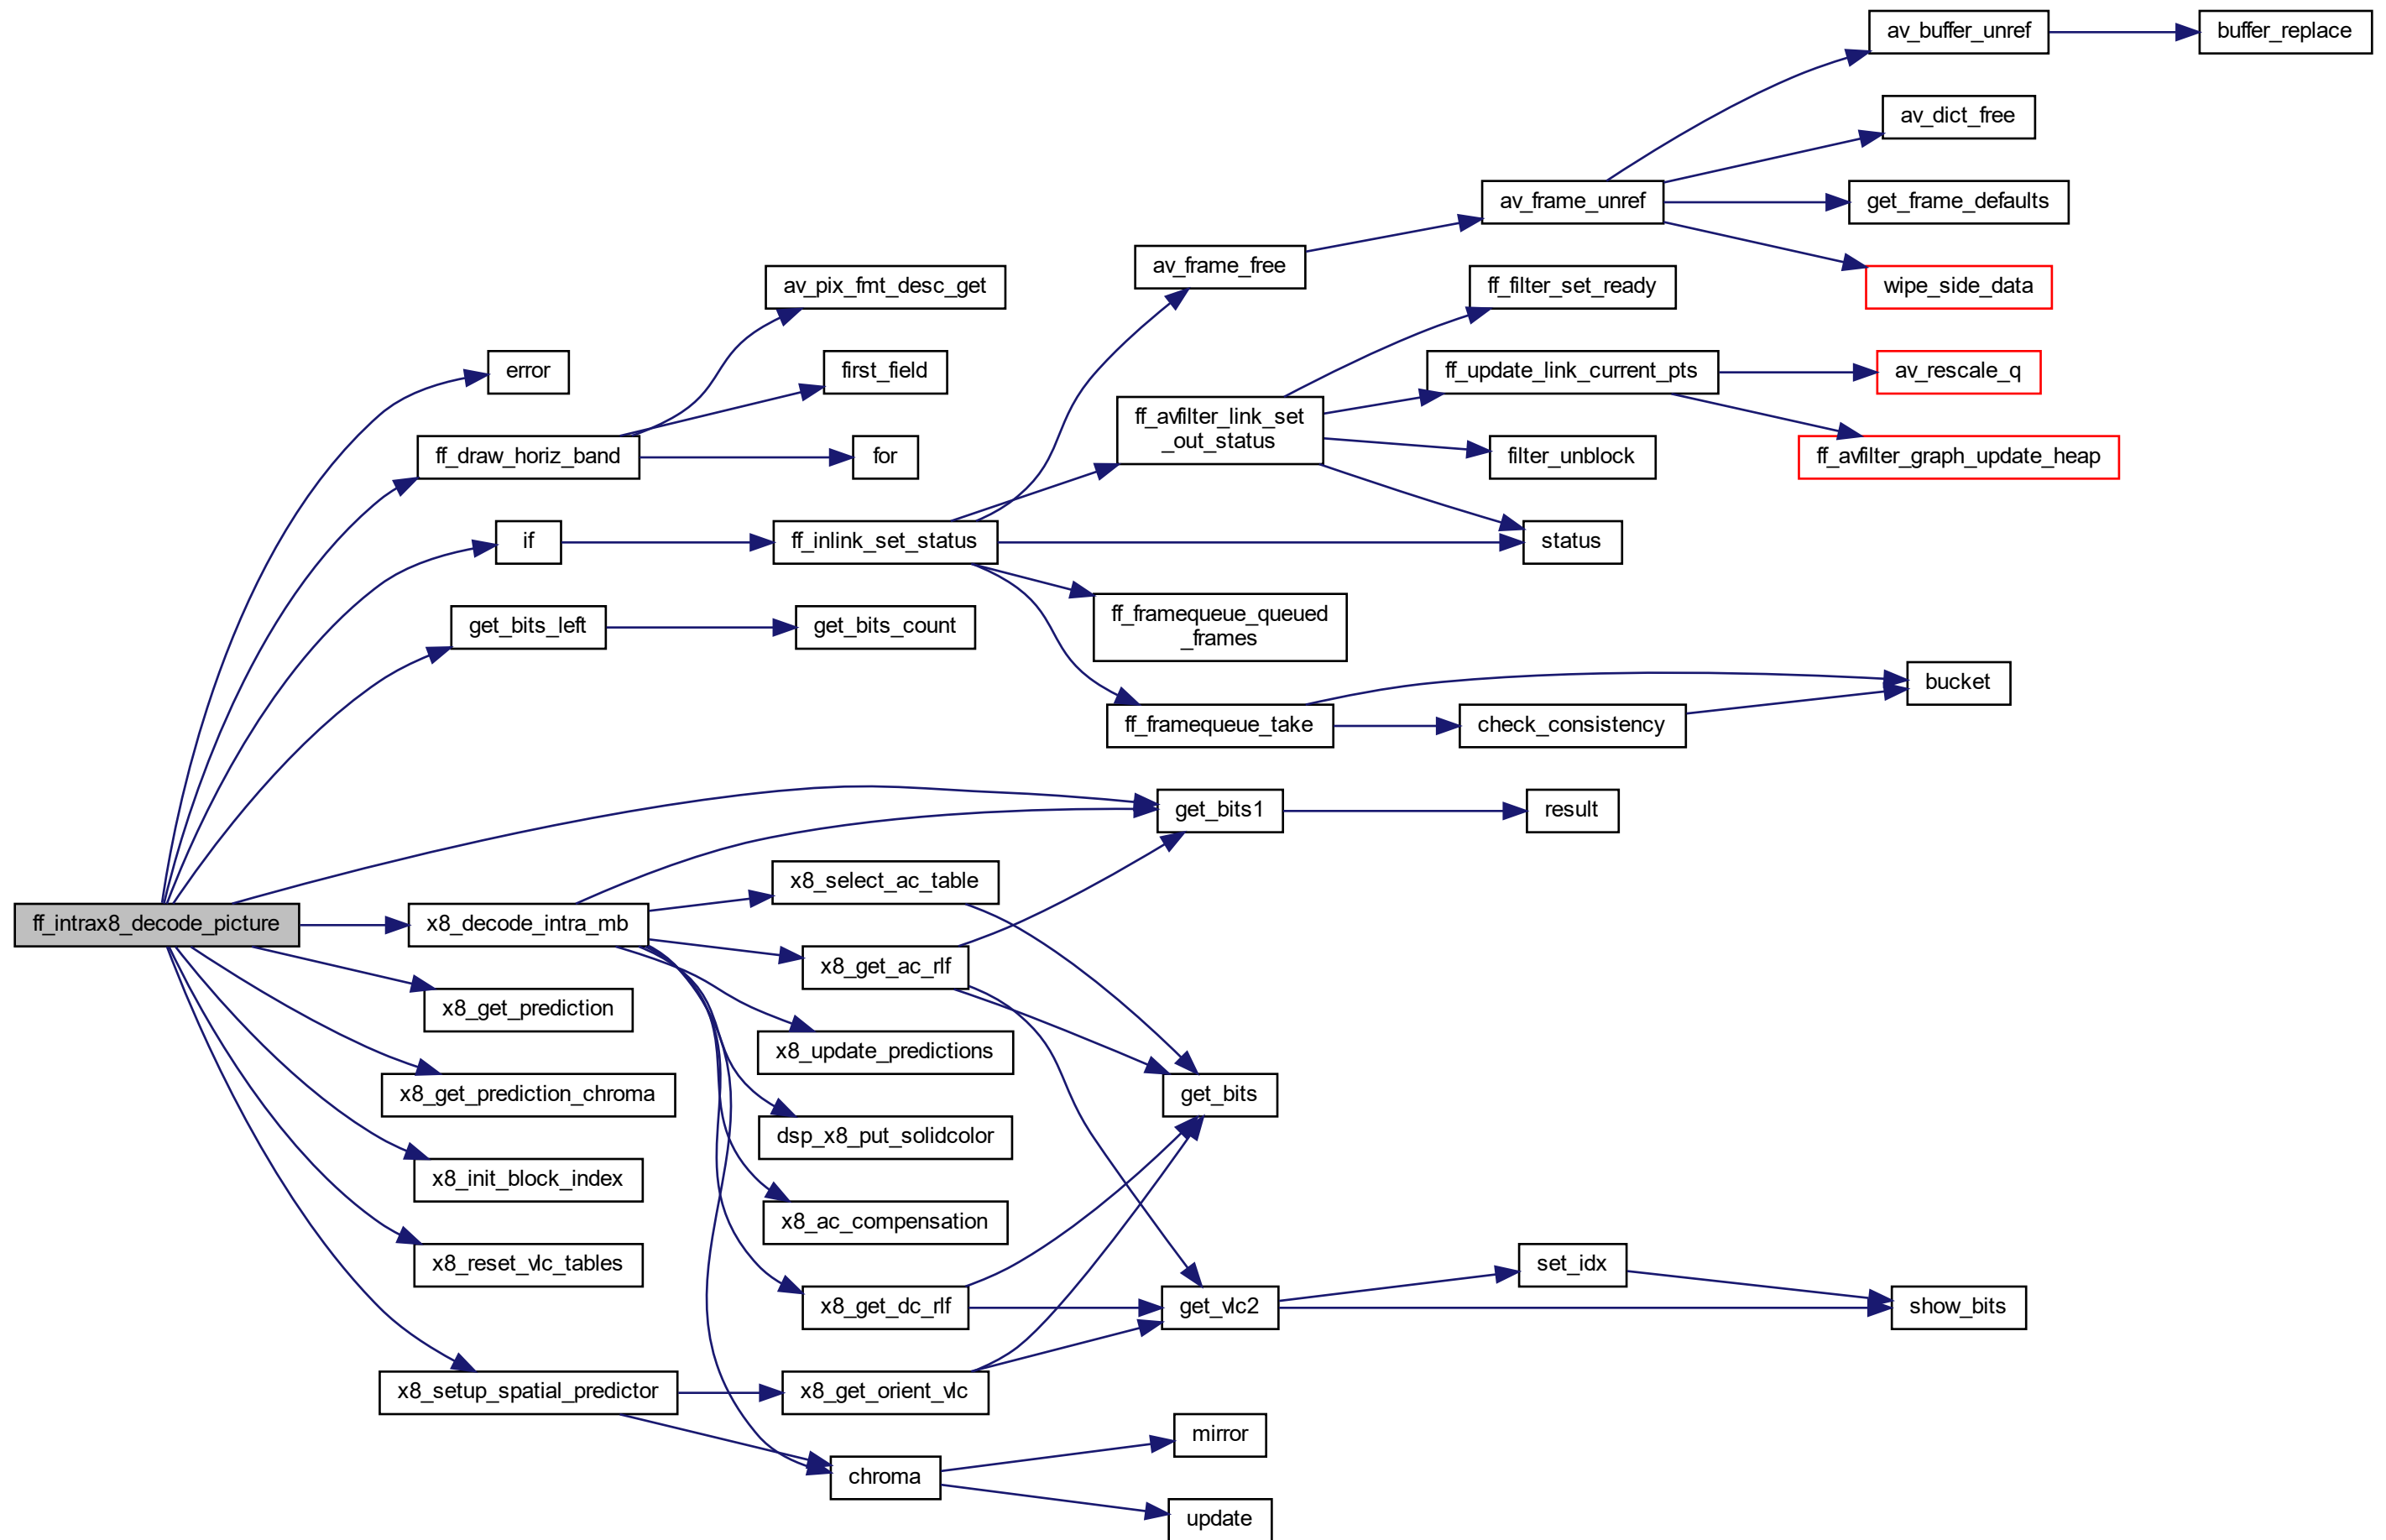 av_buffer_unref
buffer_replace
av_dict_free
av_frame_unref
get_frame_defaults
av_frame_free
wipe_side_data
av_pix_fmt_desc_get
ff_filter_set_ready
error
first_field
ff_update_link_current_pts
av_rescale_q
ff_avfilter_link_set
_out_status
ff_draw_horiz_band
for
filter_unblock
ff_avfilter_graph_update_heap
if
ff_inlink_set_status
status
get_bits_left
get_bits_count
ff_framequeue_queued
_frames
bucket
ff_framequeue_take
check_consistency
get_bits1
result
x8_select_ac_table
ff_intrax8_decode_picture
x8_decode_intra_mb
x8_get_ac_rlf
x8_get_prediction
x8_update_predictions
x8_get_prediction_chroma
get_bits
dsp_x8_put_solidcolor
x8_init_block_index
x8_ac_compensation
x8_reset_vlc_tables
set_idx
x8_get_dc_rlf
get_vlc2
show_bits
x8_setup_spatial_predictor
x8_get_orient_vlc
mirror
chroma
update